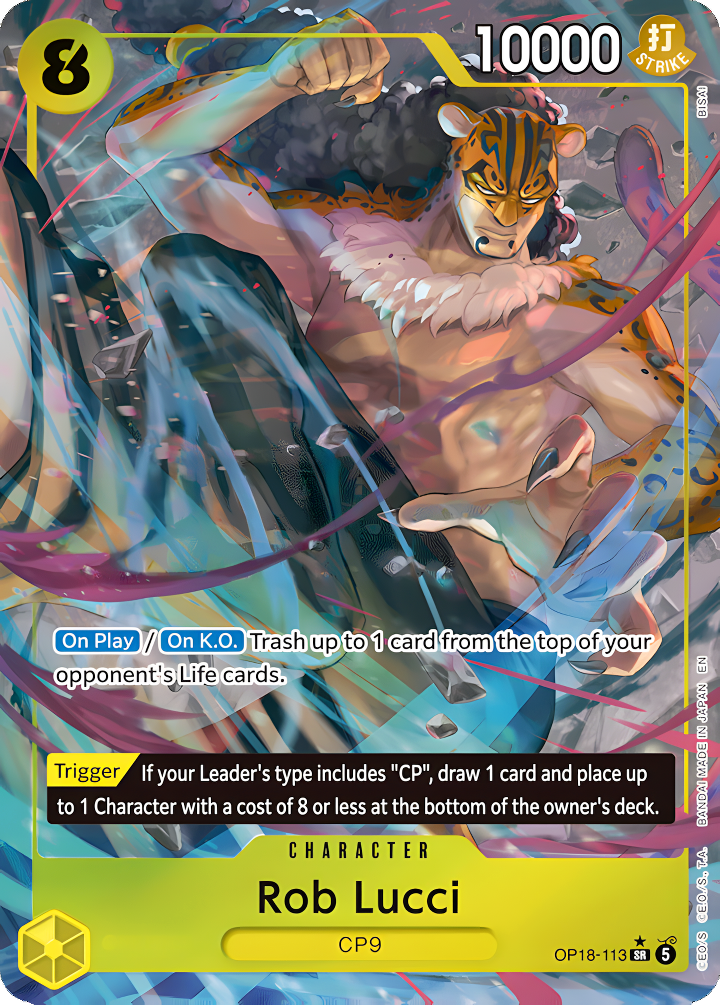 8
10000
打
STRIKE
BISAI
On Play / On K.O. Trash up to 1 card from the top of your
opponent's Life cards.
Trigger If your Leader's type includes "CP", draw 1 card and place up
to 1 Character with a cost of 8 or less at the bottom of the owner's deck.
CHARACTER
Rob Lucci
CP9
OP18-113 SR 5
©E.O/S ©E.O./S., T.A. BANDAI MADE IN JAPAN EN